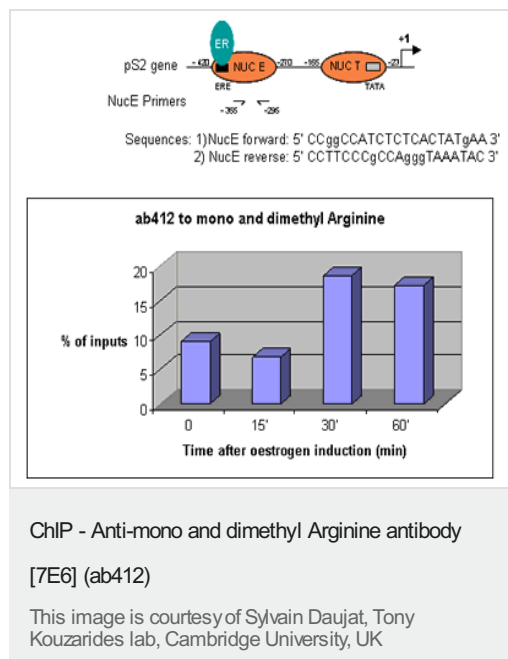 ER
+1
pS2 gene
-420
NUC E
-200
-165
NUC T
-23
ERE
TATA
NucE Primers
-365
-295
Sequences: 1)NucE forward: 5' CCggCCATCTCTCACTATgAA 3'
2) NucE reverse: 5' CCTTCCCgCCAgggTAAATAC 3'
ab412 to mono and dimethyl Arginine
20
15
10
5
0
% of inputs
0 15' 30' 60'
Time after oestrogen induction (min)
ChIP - Anti-mono and dimethyl Arginine antibody
[7E6] (ab412)
This image is courtesy of Sylvain Daujat, Tony
Kouzarides lab, Cambridge University, UK